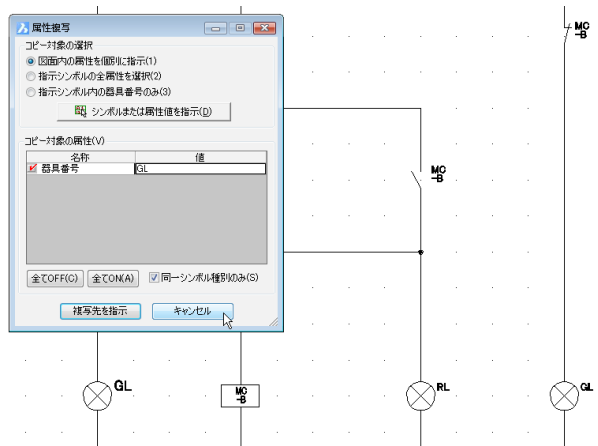 属性複写
コピー対象の選択
図面内の属性を個別に指示(1)
指示シンボルの全属性を選択(2)
指示シンボル内の器具番号のみ(3)
シンボルまたは属性値を指示(D)
コピー対象の属性(V)
名称 値
器具番号 GL
全てOFF(C) 全てON(A) 同一シンボル種別のみ(S)
複写先を指示 キャンセル
MC
-B
MC
-B
GL
MC
-B
RL
GL